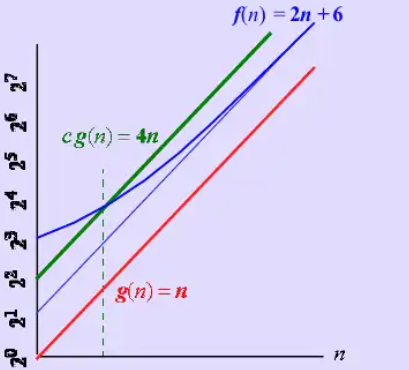 f(n) = 2n + 6
2^7
2^6
c g(n) = 4n
2^5
2^4
2^3
2^2
g(n) = n
2^1
2^0
n